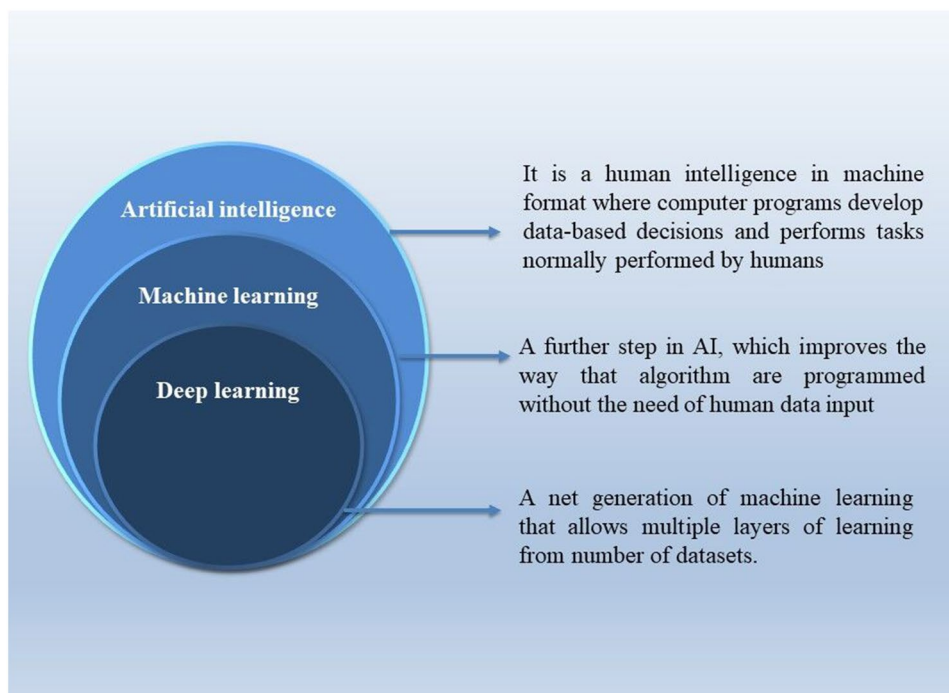 Artificial intelligence
Machine learning
Deep learning
It is a human intelligence in machine
format where computer programs develop
data-based decisions and performs tasks
normally performed by humans
A further step in AI, which improves the
way that algorithm are programmed
without the need of human data input
A net generation of machine learning
that allows multiple layers of learning
from number of datasets.